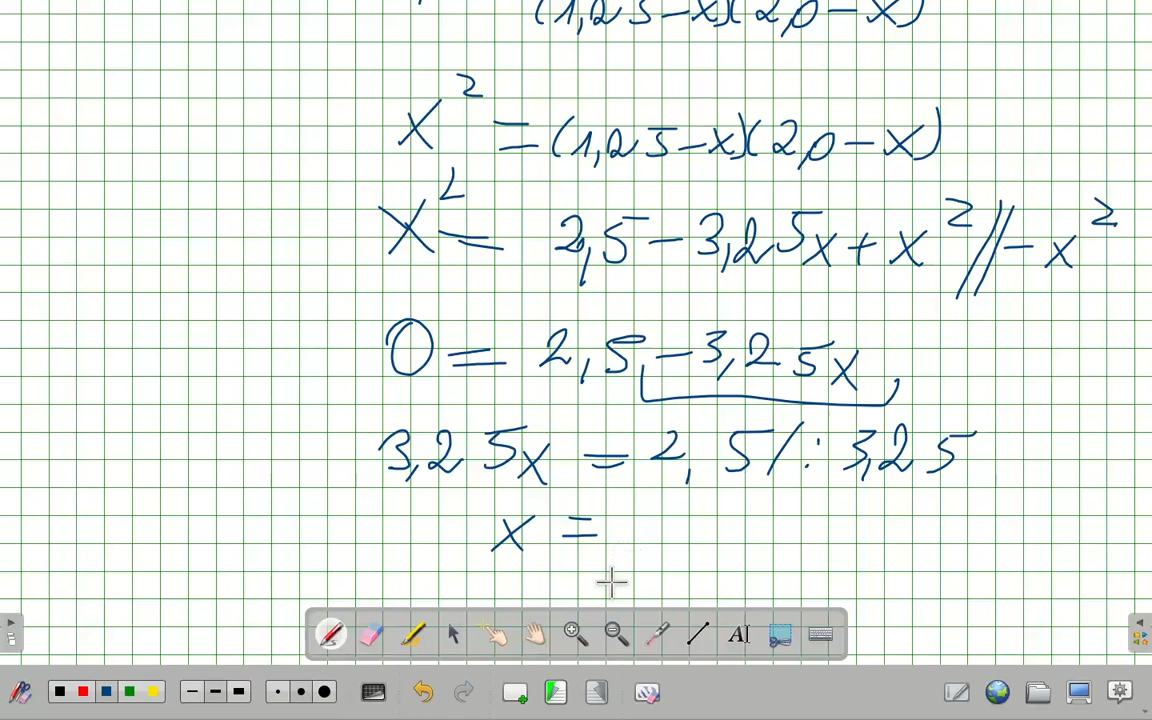 (1,25-x)(2,0-x)
x² = (1,25-x)(2,0-x)
x² = 2,5-3,25x+x² //-x²
0 = 2,5-3,25x
3,25x = 2,5/:3,25
x =